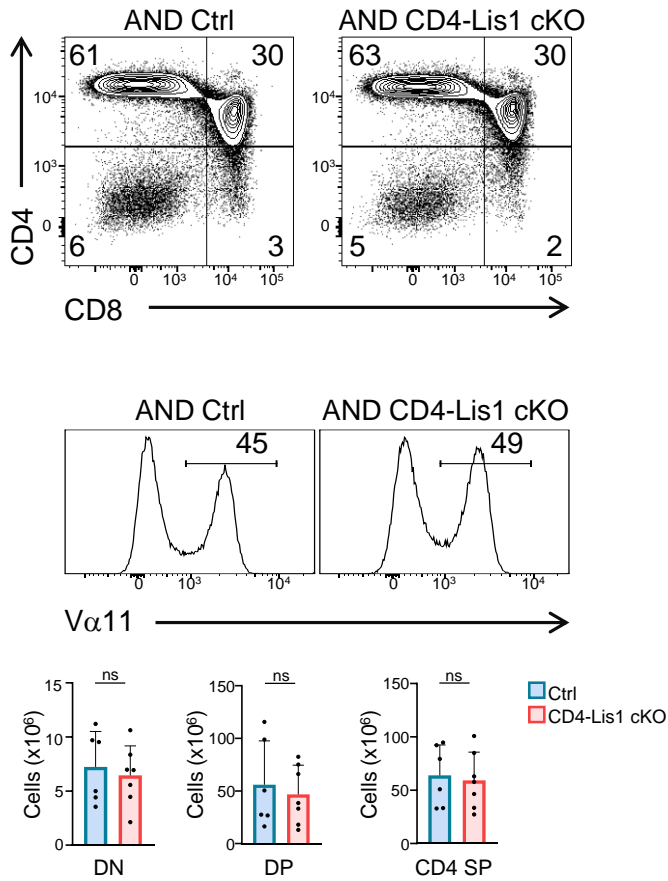 AND Ctrl
AND CD4-Lis1 cKO
61 30 63 30
10⁴ 10⁴
10³ 10³
0 0
6 3 5 2
0 10³ 10⁴ 10⁵ 0 10³ 10⁴ 10⁵
CD4
CD8
AND Ctrl
AND CD4-Lis1 cKO
45 49
0 10³ 10⁴ 0 10³ 10⁴
Vα11
ns
15
10
5
0
Cells (x10⁶)
DN
ns
150
100
50
0
Cells (x10⁶)
DP
ns
150
100
50
0
Cells (x10⁶)
CD4 SP
Ctrl
CD4-Lis1 cKO